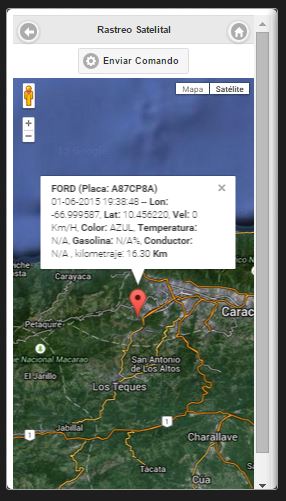 Rastreo Satelital
Enviar Comando
Mapa Satélite
FORD (Placa: A87CP8A)
01-06-2015 19:38:48 -- Lon:
-66.999587, Lat: 10.456220, Vel: 0
Km/H, Color: AZUL, Temperatura:
N/A, Gasolina: N/A%, Conductor:
N/A , kilometraje: 16.30 Km
Carayaca
Carac
Petaquire
Nacional Macarao
El Jarillo
San Antonio
de Los Altos
Los Teques
Jabillal
1
1
Charallave
Tacata
Cua